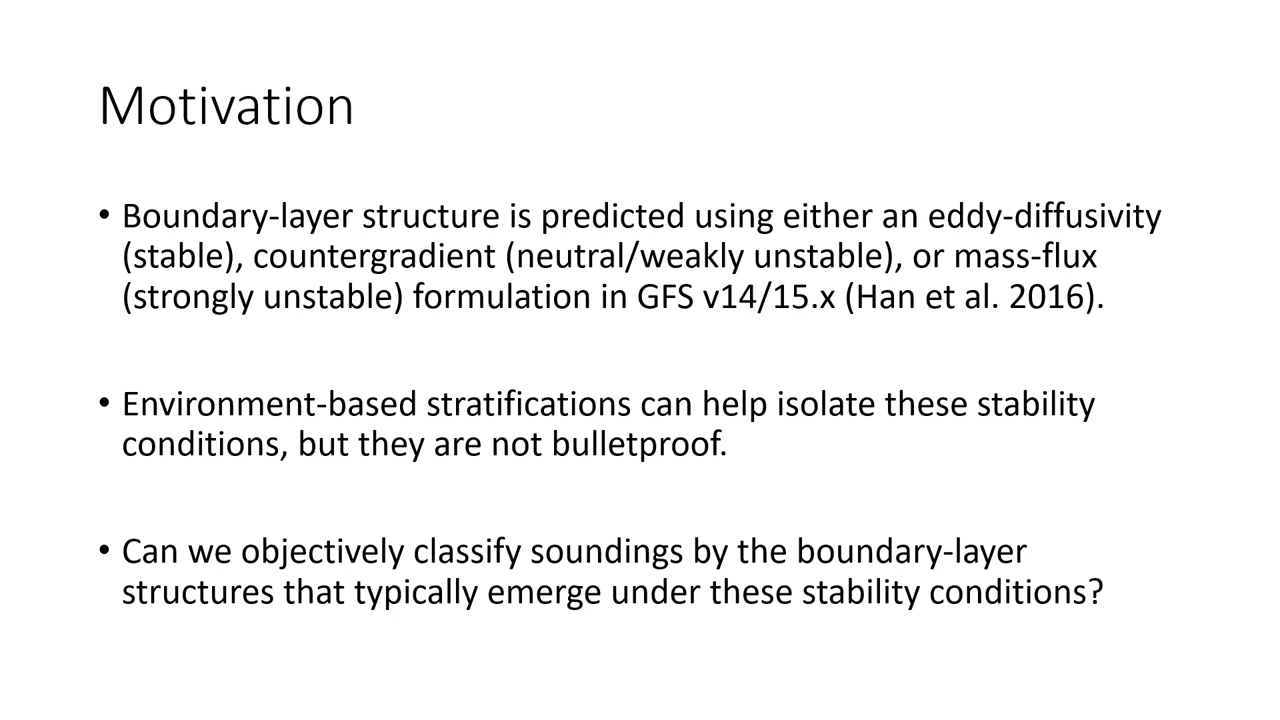 Motivation
• Boundary-layer structure is predicted using either an eddy-diffusivity
(stable), countergradient (neutral/weakly unstable), or mass-flux
(strongly unstable) formulation in GFS v14/15.x (Han et al. 2016).
• Environment-based stratifications can help isolate these stability
conditions, but they are not bulletproof.
• Can we objectively classify soundings by the boundary-layer
structures that typically emerge under these stability conditions?